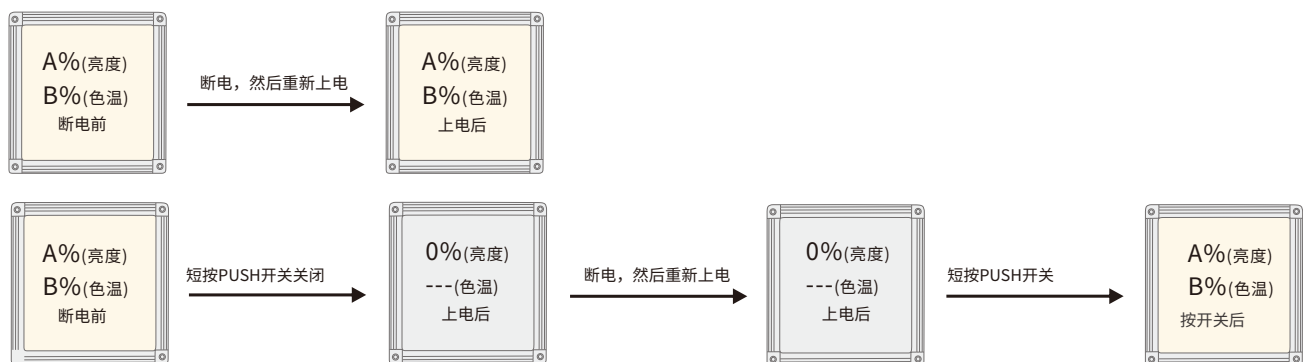 A%(亮度)
B%(色温)
断电前
断电，然后重新上电
A%(亮度)
B%(色温)
上电后
A%(亮度)
B%(色温)
断电前
短按PUSH开关关闭
0%(亮度)
---(色温)
上电后
断电，然后重新上电
0%(亮度)
---(色温)
上电后
短按PUSH开关
A%(亮度)
B%(色温)
按开关后